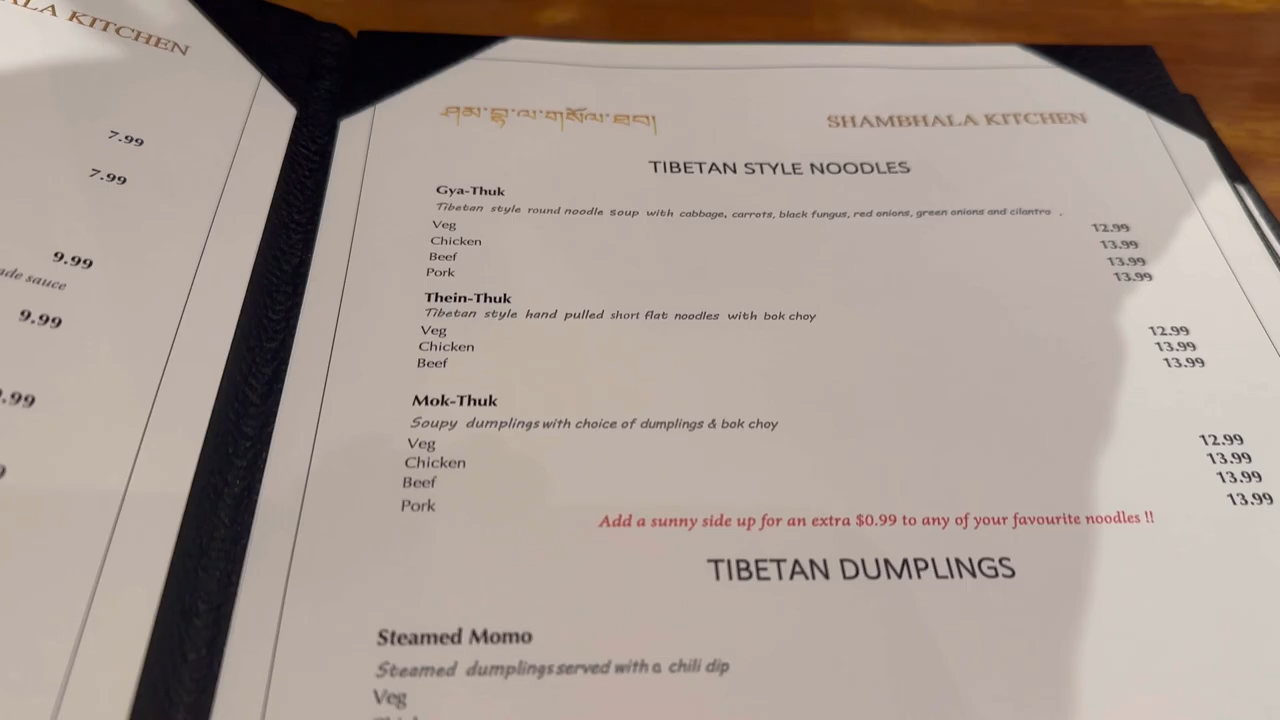 KITCHEN
7.99
7.99
9.99
sauce
9.99
.99
ཤམ་བྷ་ལ་གསོལ་ཐབ།
SHAMBHALA KITCHEN
TIBETAN STYLE NOODLES
Gya-Thuk
Tibetan style round noodle soup with cabbage, carrots, black fungus, red onions, green onions and cilantro .
Veg 12.99
Chicken 13.99
Beef 13.99
Pork 13.99
Thein-Thuk
Tibetan style hand pulled short flat noodles with bok choy
Veg 12.99
Chicken 13.99
Beef 13.99
Mok-Thuk
Soupy dumplings with choice of dumplings & bok choy
Veg 12.99
Chicken 13.99
Beef 13.99
Pork 13.99
Add a sunny side up for an extra $0.99 to any of your favourite noodles !!
TIBETAN DUMPLINGS
Steamed Momo
Steamed dumplings served with a chili dip
Veg